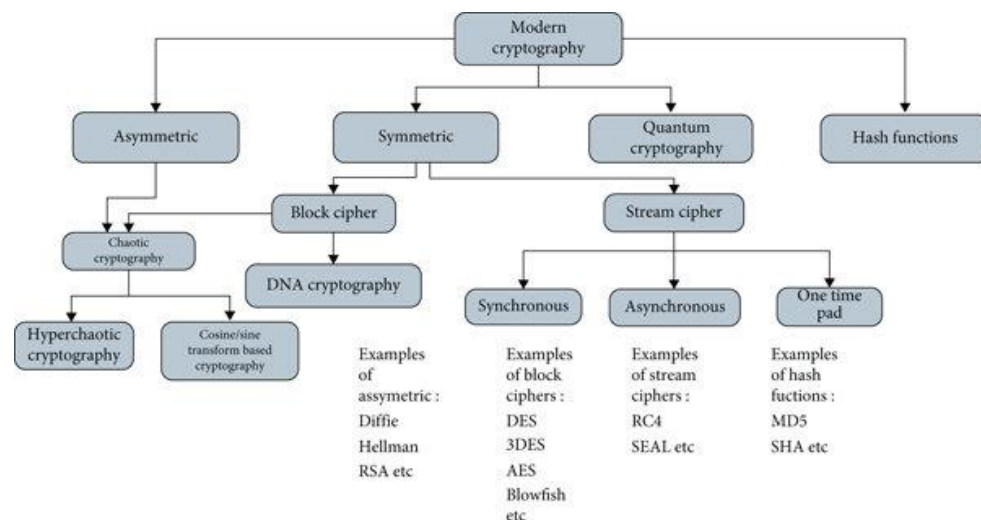 Modern
cryptography
Asymmetric
Symmetric
Quantum
cryptography
Hash functions
Block cipher
Stream cipher
Chaotic
cryptography
DNA cryptography
Synchronous
Asynchronous
One time
pad
Hyperchaotic
cryptography
Cosine/sine
transform based
cryptography
Examples
of
assymetric :
Diffie
Hellman
RSA etc
Examples
of block
ciphers :
DES
3DES
AES
Blowfish
etc
Examples
of stream
ciphers :
RC4
SEAL etc
Examples
of hash
fuctions :
MD5
SHA etc